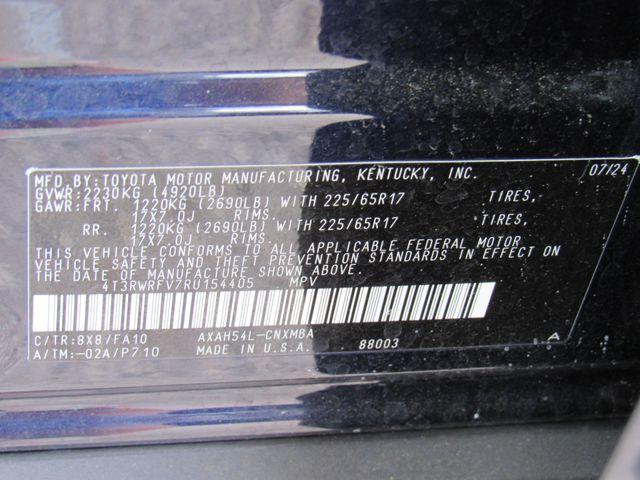 MFD.BY:TOYOTA MOTOR MANUFACTURING, KENTUCKY, INC. 07/24
GVWR:2230KG (4920LB)
GAWR:FRT. 1220KG (2690LB) WITH 225/65R17 TIRES,
17X7.0J RIMS.
RR. 1220KG (2690LB) WITH 225/65R17 TIRES,
17X7.0J RIMS.
THIS VEHICLE CONFORMS TO ALL APPLICABLE FEDERAL MOTOR
VEHICLE SAFETY AND THEFT PREVENTION STANDARDS IN EFFECT ON
THE DATE OF MANUFACTURE SHOWN ABOVE.
4T3RWRFV7RU154405 MPV
C/TR:8X8/FA10 AXAH54L-CNXMBA A
A/TM:-02A/P710 MADE IN U.S.A. 88003